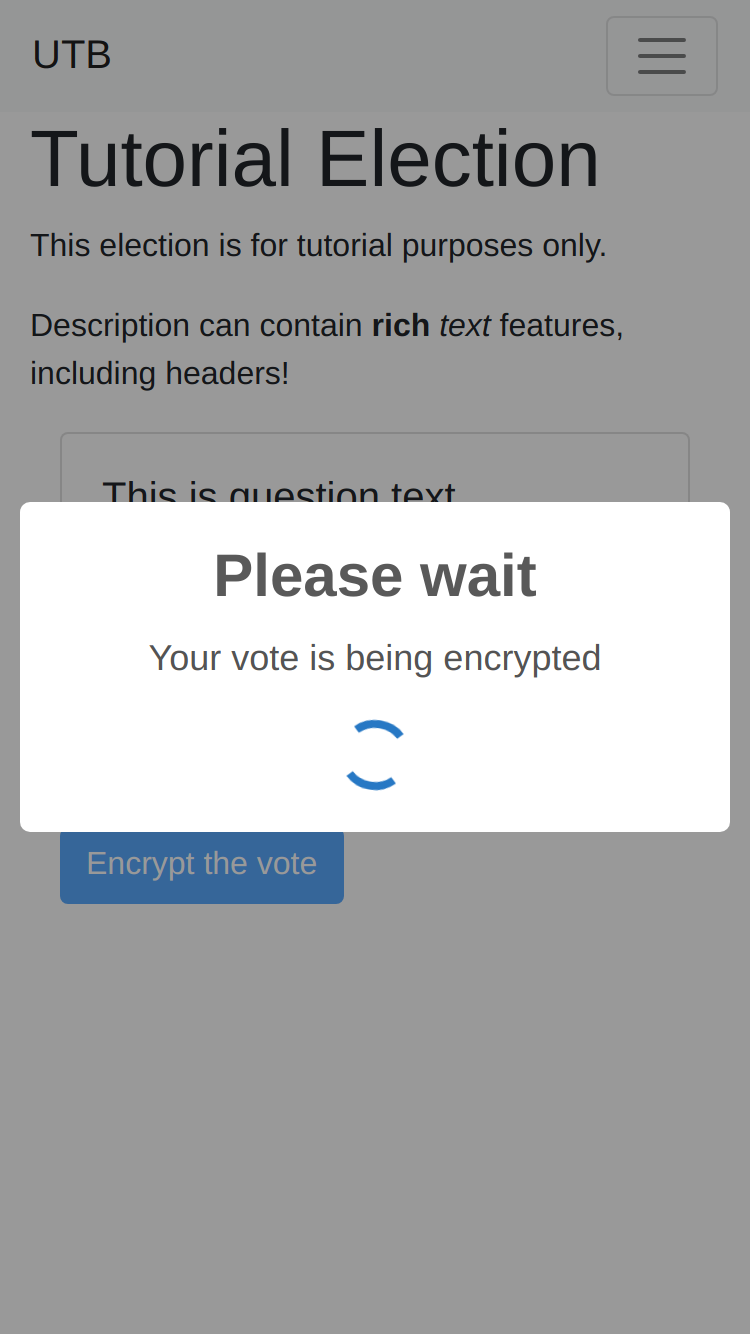 UTB
Tutorial Election
This election is for tutorial purposes only.
Description can contain rich text features,
including headers!
This is question text
Please wait
Your vote is being encrypted
Encrypt the vote